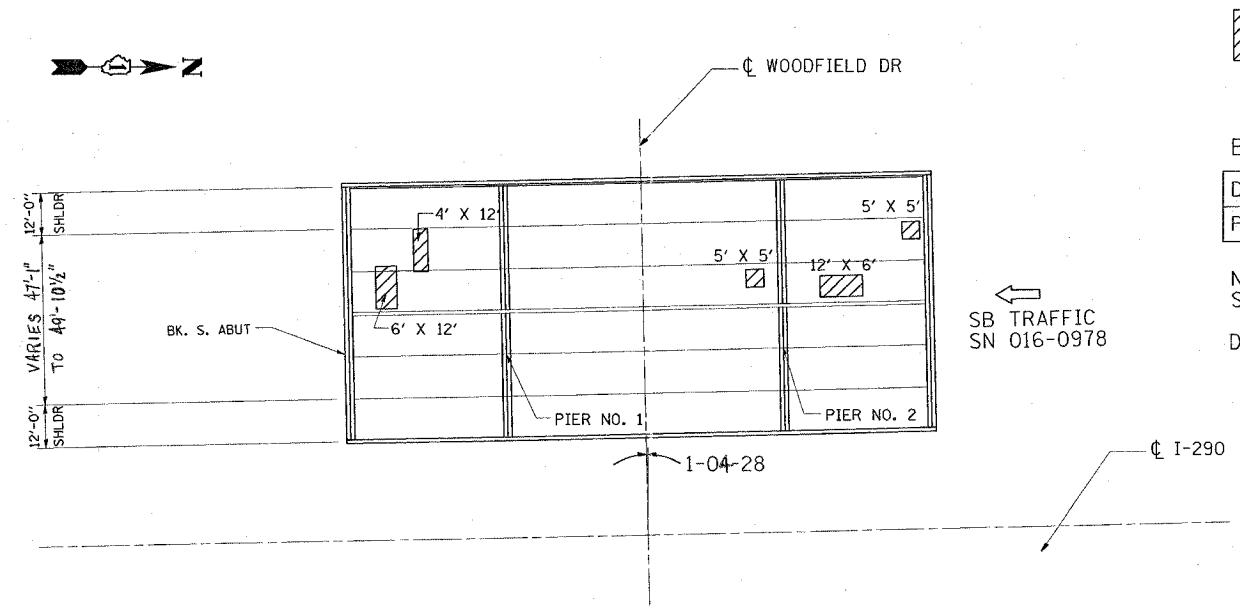 N
℄ WOODFIELD DR
12'-0"
SHLDR
VARIES 47'-1"
TO 49'-10½"
12'-0"
SHLDR
4' X 12'
6' X 12'
5' X 5'
5' X 5'
12' X 6'
BK. S. ABUT
PIER NO. 1
PIER NO. 2
SB TRAFFIC
SN 016-0978
1-04-28
℄ I-290